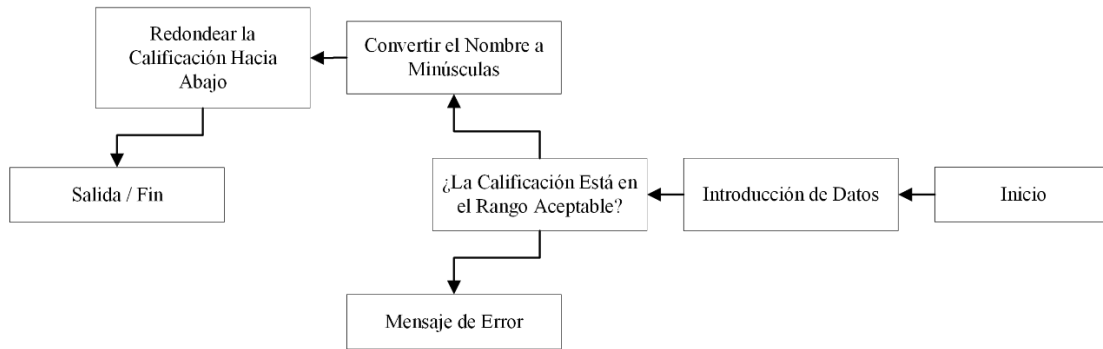 Redondear la
Calificación Hacia
Abajo
Convertir el Nombre a
Minúsculas
Salida / Fin
¿La Calificación Está en
el Rango Aceptable?
Introducción de Datos
Inicio
Mensaje de Error